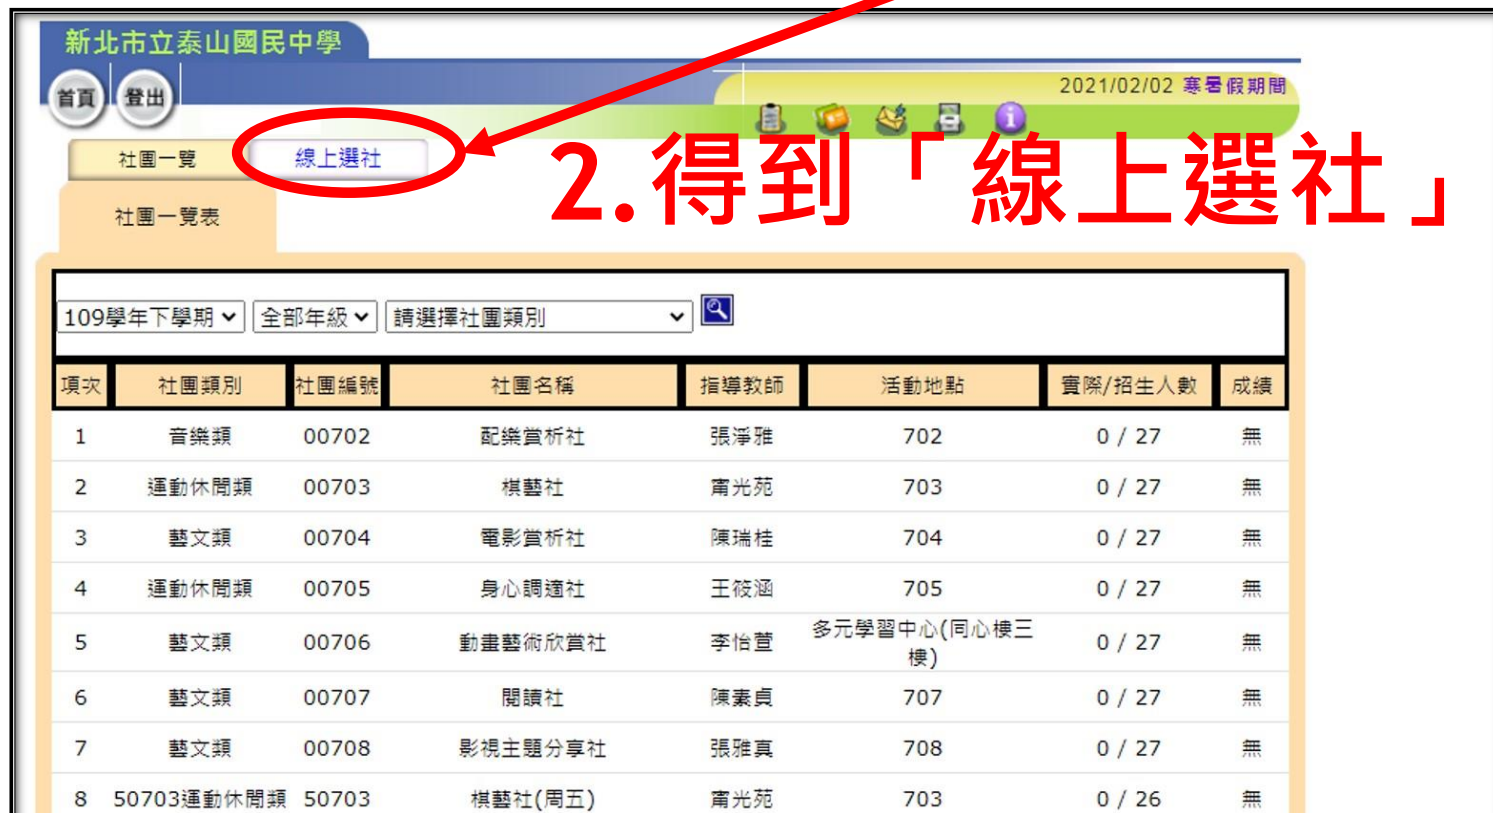 新北市立泰山國民中學
首頁 登出
2021/02/02 寒暑假期間
社團一覽 線上選社
2.得到「線上選社」
社團一覽表
109學年下學期 全部年級 請選擇社團類別
項次 社團類別 社團編號 社團名稱 指導教師 活動地點 實際/招生人數 成績
1 音樂類 00702 配樂賞析社 張淨雅 702 0 / 27 無
2 運動休閒類 00703 棋藝社 甯光苑 703 0 / 27 無
3 藝文類 00704 電影賞析社 陳瑞桂 704 0 / 27 無
4 運動休閒類 00705 身心調適社 王筱涵 705 0 / 27 無
5 藝文類 00706 動畫藝術欣賞社 李怡萱 多元學習中心(同心樓三樓) 0 / 27 無
6 藝文類 00707 閱讀社 陳素貞 707 0 / 27 無
7 藝文類 00708 影視主題分享社 張雅真 708 0 / 27 無
8 50703運動休閒類 50703 棋藝社(周五) 甯光苑 703 0 / 26 無